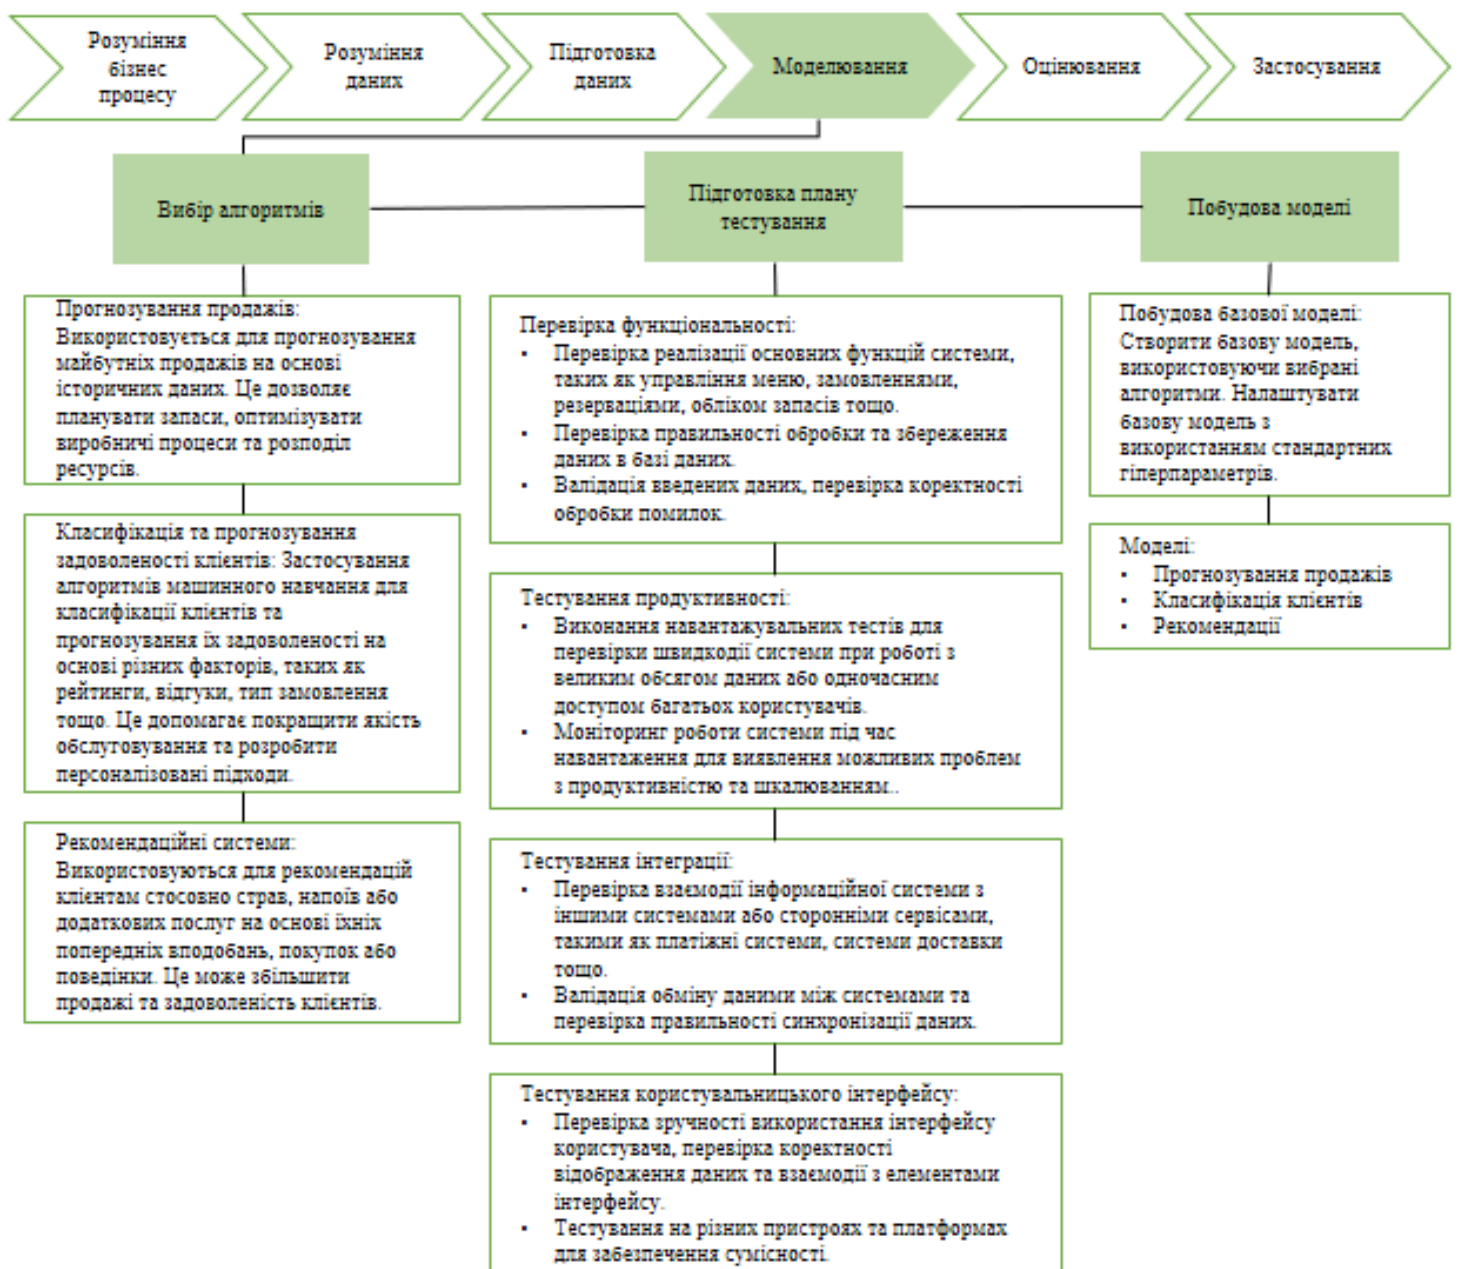 Розуміння
бізнес
процесу
Розуміння
даних
Підготовка
даних
Моделювання
Оцінювання
Застосування
Вибір алгоритмів
Підготовка плану
тестування
Побудова моделі
Прогнозування продажів:
Використовується для прогнозування
майбутніх продажів на основі
історичних даних. Це дозволяє
планувати запаси, оптимізувати
виробничі процеси та розподіл
ресурсів.
Класифікація та прогнозування
задоволеності клієнтів: Застосування
алгоритмів машинного навчання для
класифікації клієнтів та
прогнозування їх задоволеності на
основі різних факторів, таких як
рейтинги, відгуки, тип замовлення
тощо. Це допомагає покращити якість
обслуговування та розробити
персоналізовані підходи.
Рекомендаційні системи:
Використовуються для рекомендацій
клієнтам стосовно страв, напоїв або
додаткових послуг на основі їхніх
попередніх вподобань, покупок або
поведінки. Це може збільшити
продажі та задоволеність клієнтів.
Перевірка функціональності:
▪ Перевірка реалізації основних функцій системи,
таких як управління меню, замовленнями,
резерваціями, обліком запасів тощо.
▪ Перевірка правильності обробки та збереження
даних в базі даних.
▪ Валідація введених даних, перевірка коректності
обробки помилок.
Тестування продуктивності:
▪ Виконання навантажувальних тестів для
перевірки швидкодії системи при роботі з
великим обсягом даних або одночасним
доступом багатьох користувачів.
▪ Моніторинг роботи системи під час
навантаження для виявлення можливих проблем
з продуктивністю та шкалюванням..
Тестування інтеграції:
▪ Перевірка взаємодії інформаційної системи з
іншими системами або сторонніми сервісами,
такими як платіжні системи, системи доставки
тощо.
▪ Валідація обміну даними між системами та
перевірка правильності синхронізації даних.
Тестування користувальницького інтерфейсу:
▪ Перевірка зручності використання інтерфейсу
користувача, перевірка коректності
відображення даних та взаємодії з елементами
інтерфейсу.
▪ Тестування на різних пристроях та платформах
для забезпечення сумісності.
Побудова базової моделі:
Створити базову модель,
використовуючи вибрані
алгоритми. Налаштувати
базову модель з
використанням стандартних
гіперпараметрів.
Моделі:
▪ Прогнозування продажів
▪ Класифікація клієнтів
▪ Рекомендації